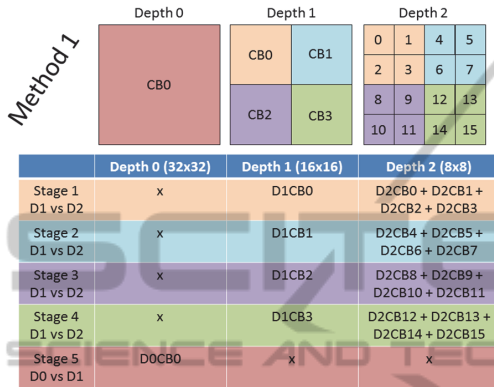 Method 1
Depth 0
Depth 1
Depth 2
CB0
CB0
CB1
CB2
CB3
0 1 4 5
2 3 6 7
8 9 12 13
10 11 14 15
Depth 0 (32x32) Depth 1 (16x16) Depth 2 (8x8)
Stage 1
D1 vs D2
x
D1CB0
D2CB0 + D2CB1 +
D2CB2 + D2CB3
Stage 2
D1 vs D2
x
D1CB1
D2CB4 + D2CB5 +
D2CB6 + D2CB7
Stage 3
D1 vs D2
x
D1CB2
D2CB8 + D2CB9 +
D2CB10 + D2CB11
Stage 4
D1 vs D2
x
D1CB3
D2CB12 + D2CB13 +
D2CB14 + D2CB15
Stage 5
D0 vs D1
D0CB0
x
x
SCITE
SCIENCE AND TEC